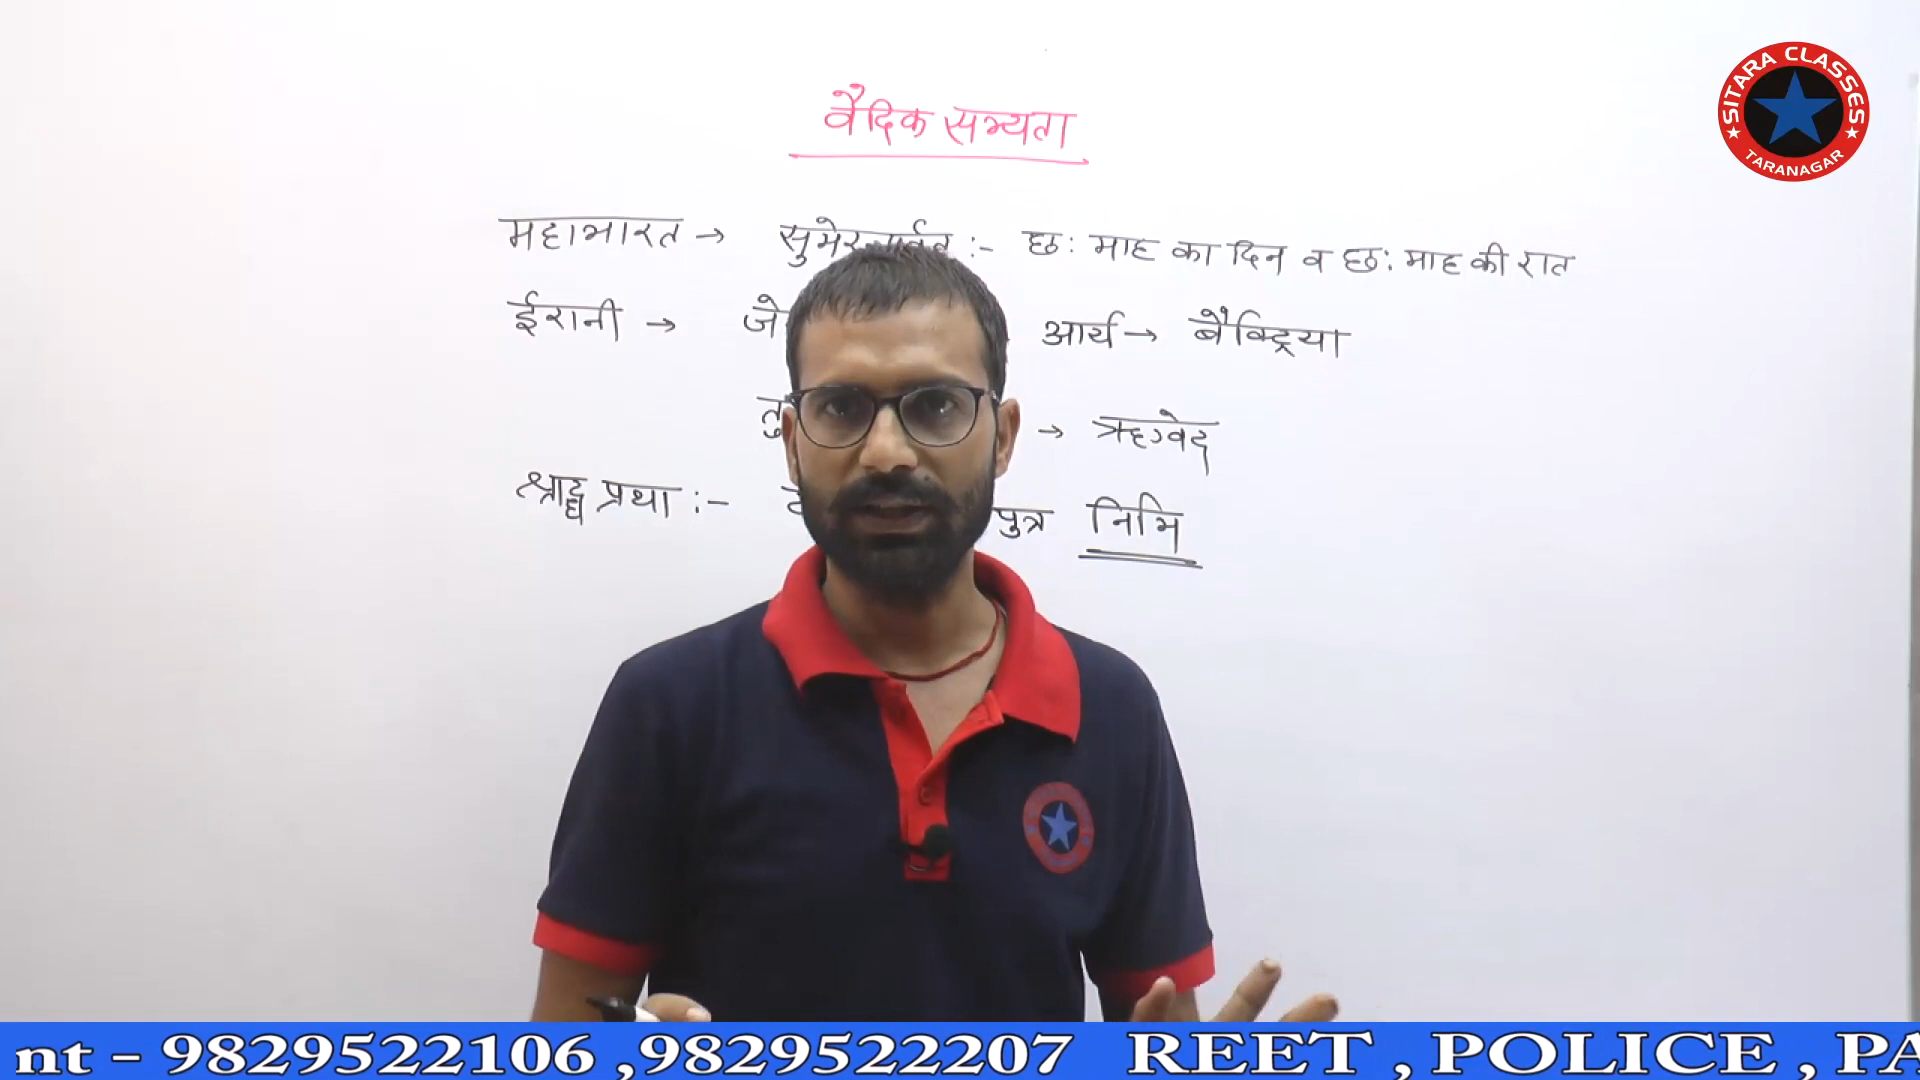 वैदिक सभ्यता
महाभारत → सुमेरु पर्वत :- छ: माह का दिन व छ: माह की रात
ईरानी → जे आर्य → बैक्ट्रिया
तु → ऋग्वेद
श्राद्ध प्रथा :- पुत्र निमि
SITARA CLASSES
TARANAGAR
nt - 9829522106 ,9829522207 REET , POLICE , PA